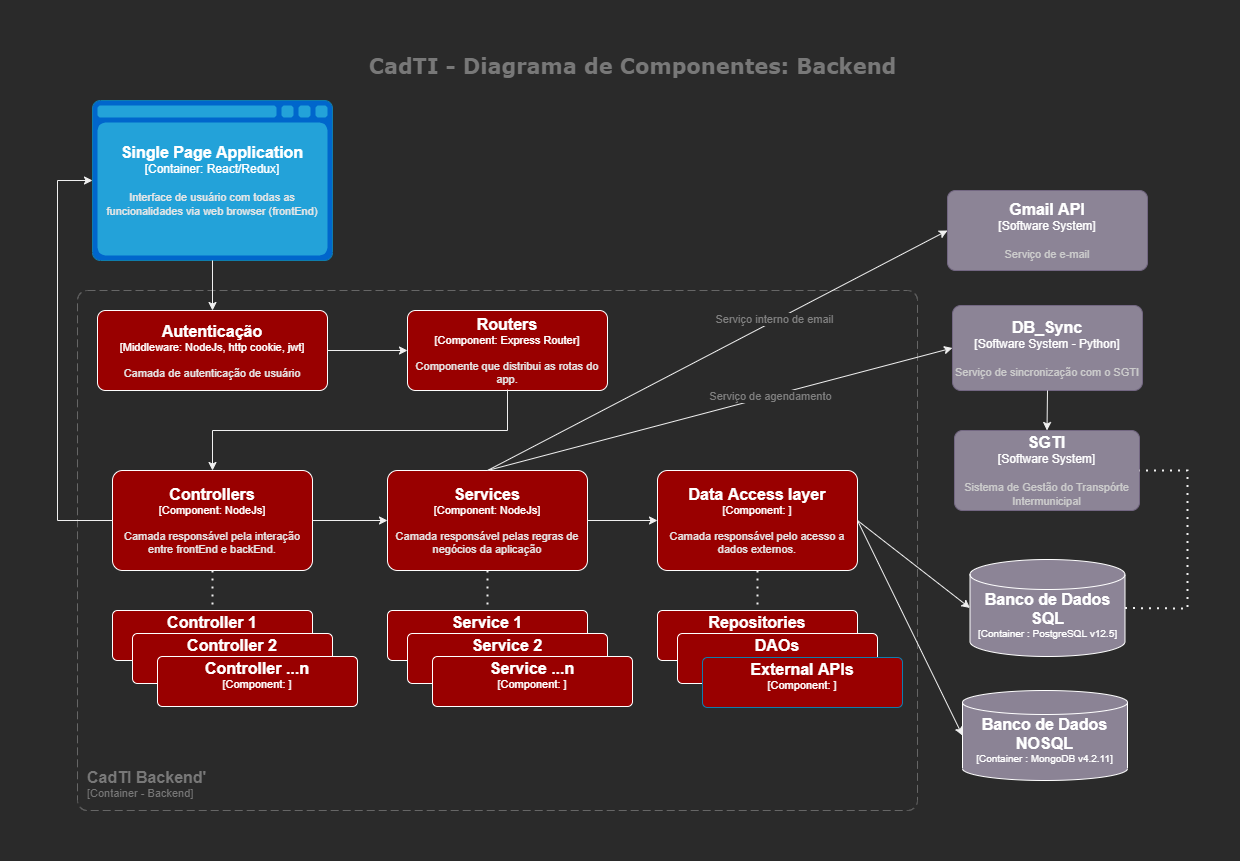 CadTI - Diagrama de Componentes: Backend
Single Page Application
[Container: React/Redux]
Interface de usuário com todas as
funcionalidades via web browser (frontEnd)
Gmail API
[Software System]
Serviço de e-mail
Autenticação
[Middleware: NodeJs, http cookie, jwt]
Camada de autenticação de usuário
Routers
[Component: Express Router]
Componente que distribui as rotas do
app.
Serviço interno de email
DB_Sync
[Software System - Python]
Serviço de sincronização com o SGTI
Serviço de agendamento
SGTI
[Software System]
Sistema de Gestão do Transpórte
Intermunicipal
Controllers
[Component: NodeJs]
Camada responsável pela interação
entre frontEnd e backEnd.
Services
[Component: NodeJs]
Camada responsável pelas regras de
negócios da aplicação
Data Access layer
[Component: ]
Camada responsável pelo acesso a
dados externos.
Banco de Dados
SQL
[Container : PostgreSQL v12.5]
Controller 1
Controller 2
Controller ...n
[Component: ]
Service 1
Service 2
Service ...n
[Component: ]
Repositories
DAOs
External APIs
[Component: ]
Banco de Dados
NOSQL
[Container : MongoDB v4.2.11]
CadTI Backend'
[Container - Backend]